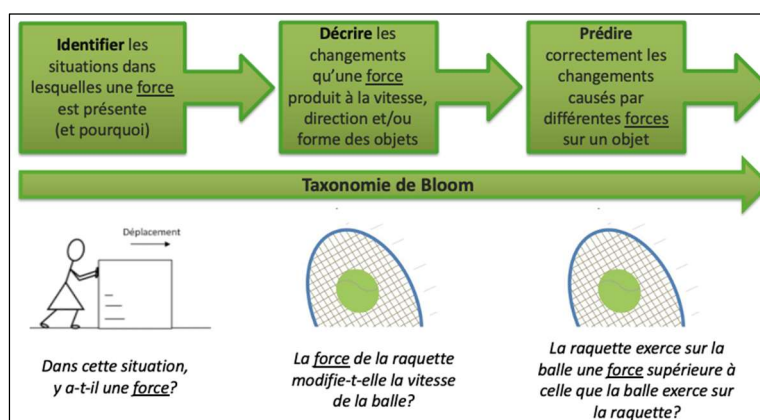 Identifier les
situations dans
lesquelles une force
est présente
(et pourquoi)
Décrire les
changements
qu'une force
produit à la vitesse,
direction et/ou
forme des objets
Prédire
correctement les
changements
causés par
différentes forces
sur un objet
Taxonomie de Bloom
Déplacement
Dans cette situation,
y a-t-il une force?
La force de la raquette
modifie-t-elle la vitesse
de la balle?
La raquette exerce sur la
balle une force supérieure à
celle que la balle exerce sur
la raquette?